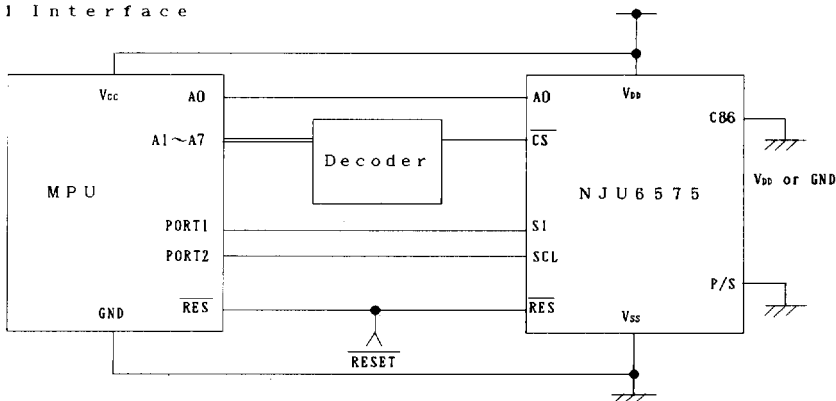 l Interface
Vcc A0 A0 VDD
C86
A1~A7 Decoder CS
VDD or GND
MPU NJU6575
PORT1 SI
PORT2 SCL
P/S
GND RES RES VSS
RESET